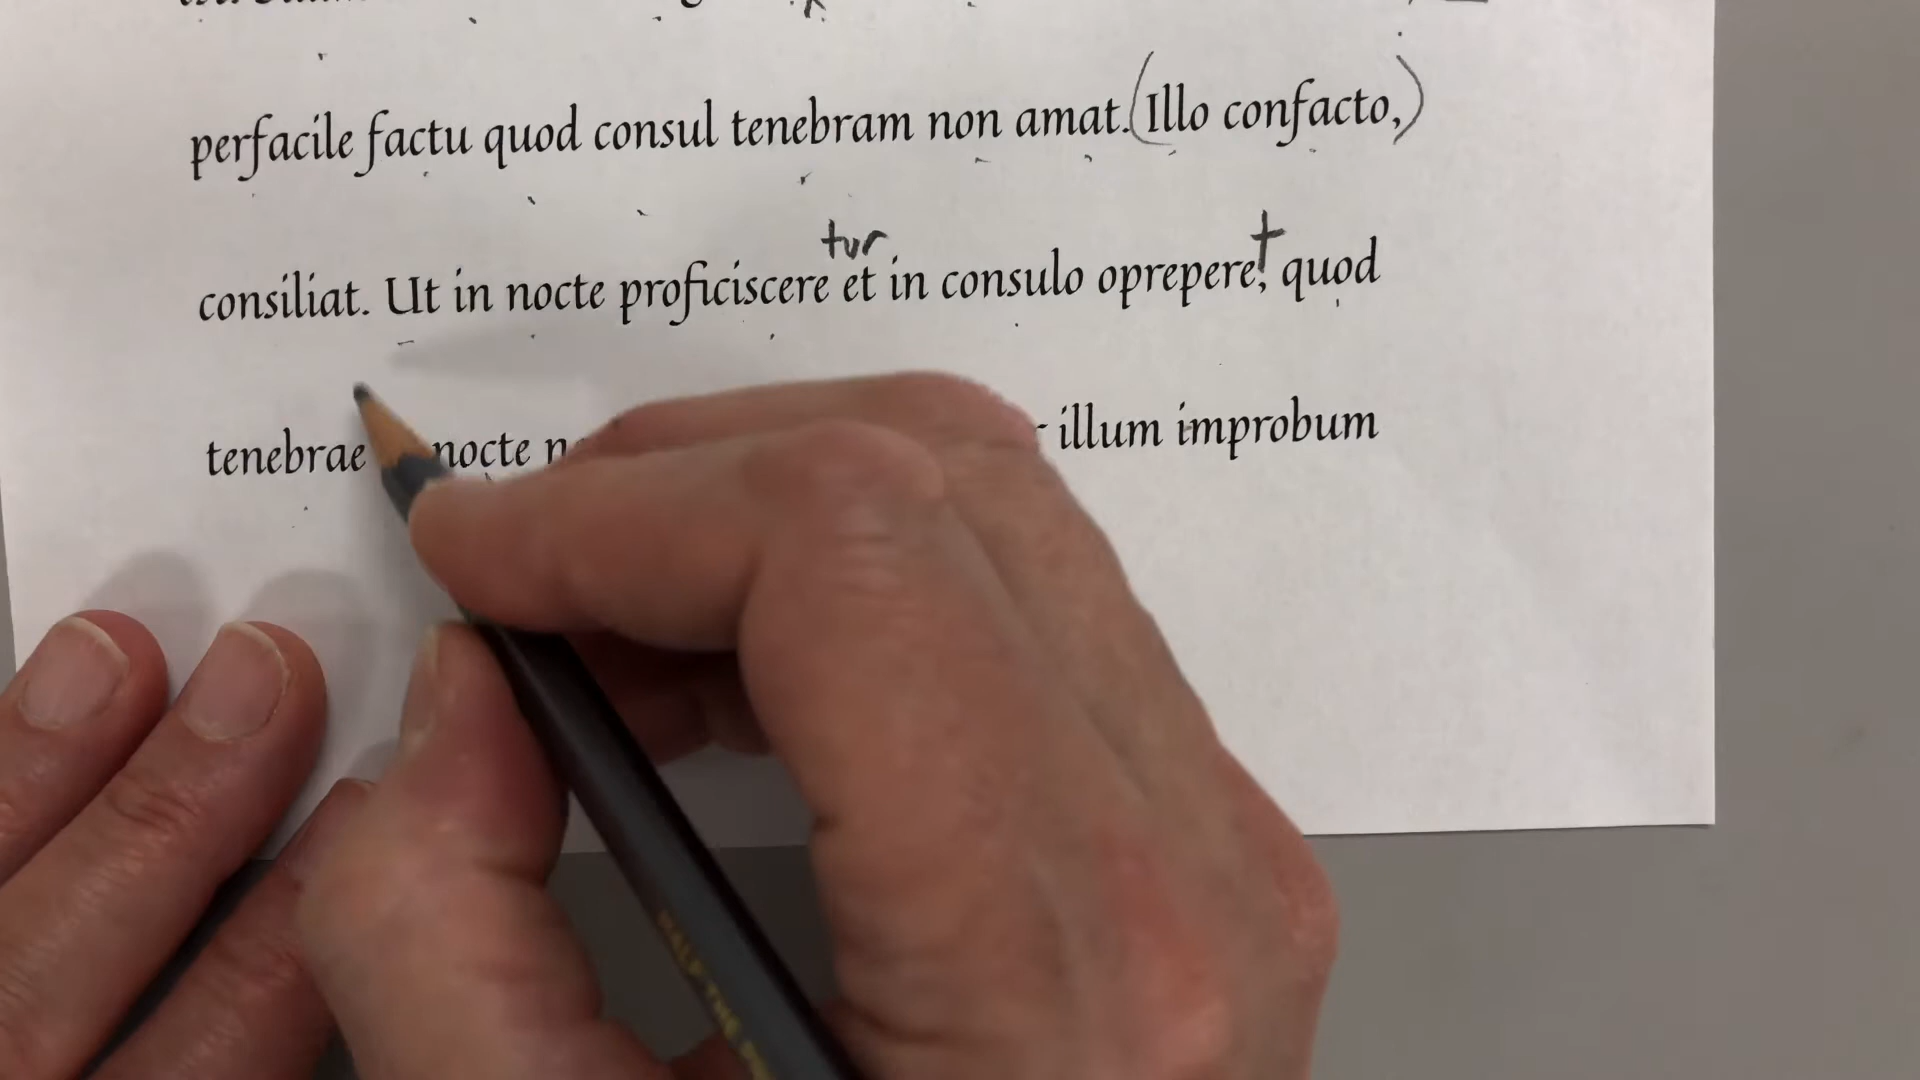 perfacile factu quod consul tenebram non amat. (Illo confacto,)
tur t
consiliat. Ut in nocte proficiscere et in consulo oprepere, quod
tenebrae nocte illum improbum